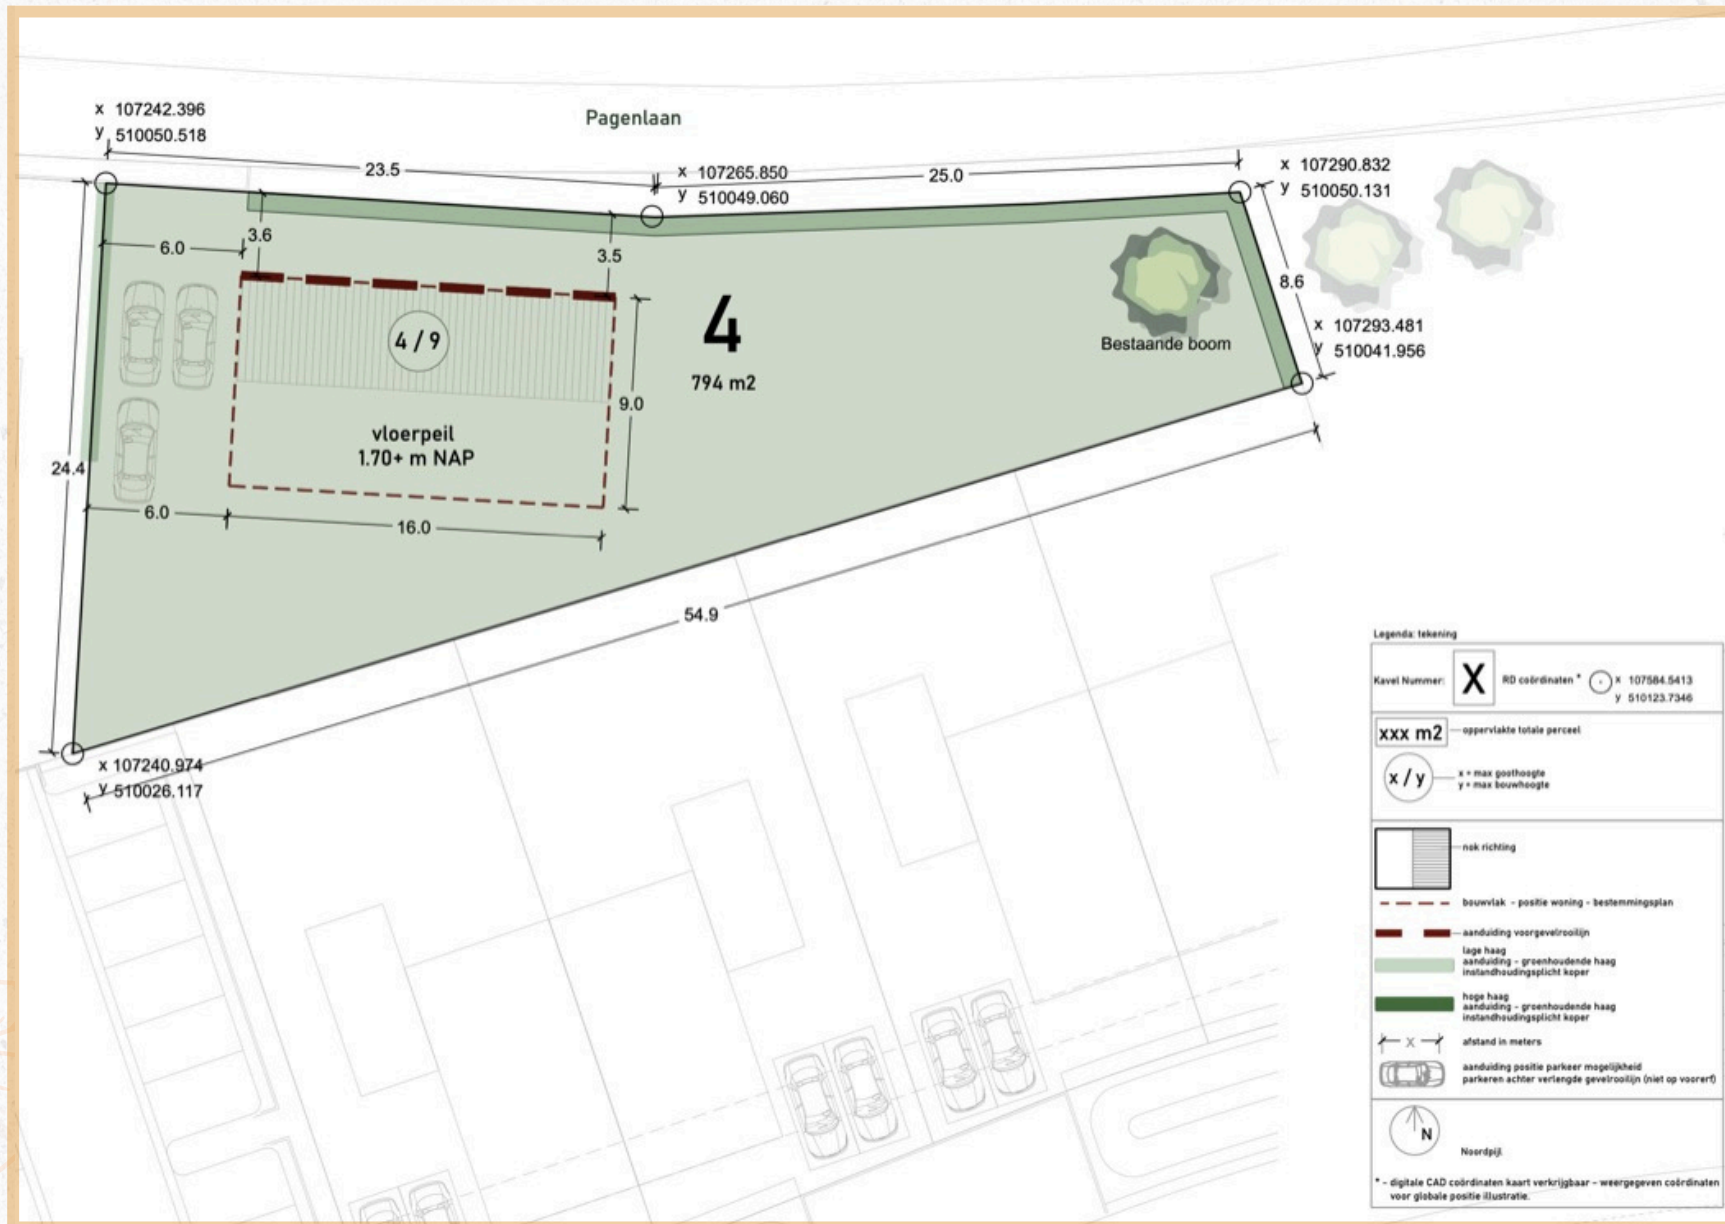 Pagenlaan
x 107242.396
y 510050.518
23.5
x 107265.850
y 510049.060
25.0
x 107290.832
y 510050.131
3.6
6.0
3.5
8.6
4
794 m2
4 / 9
Bestaande boom
x 107293.481
y 510041.956
9.0
vloerpeil
1.70+ m NAP
24.4
6.0
16.0
54.9
x 107240.974
y 510026.117
Legenda: tekening
Kavel Nummer: X RD coördinaten * x 107584.5413
y 510123.7346
xxx m2 oppervlakte totale perceel
x / y x = max goothoogte
y = max bouwhoogte
nok richting
bouwvlak - positie woning - bestemmingsplan
aanduiding voorgevelrooilijn
lage haag
aanduiding - groenhoudende haag
instandhoudingsplicht koper
hoge haag
aanduiding - groenhoudende haag
instandhoudingsplicht koper
X afstand in meters
aanduiding positie parkeer mogelijkheid
parkeren achter verlengde gevelrooilijn (niet op voorerf)
N
Noordpijl
* - digitale CAD coördinaten kaart verkrijgbaar - weergegeven coördinaten
voor globale positie illustratie.